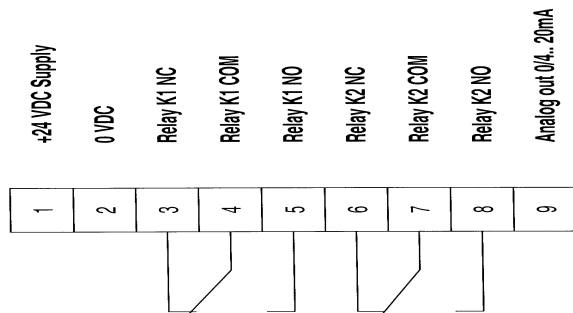 +24 VDC Supply
0 VDC
Relay K1 NC
Relay K1 COM
Relay K1 NO
Relay K2 NC
Relay K2 COM
Relay K2 NO
Analog out 0/4.. 20mA
1
2
3
4
5
6
7
8
9